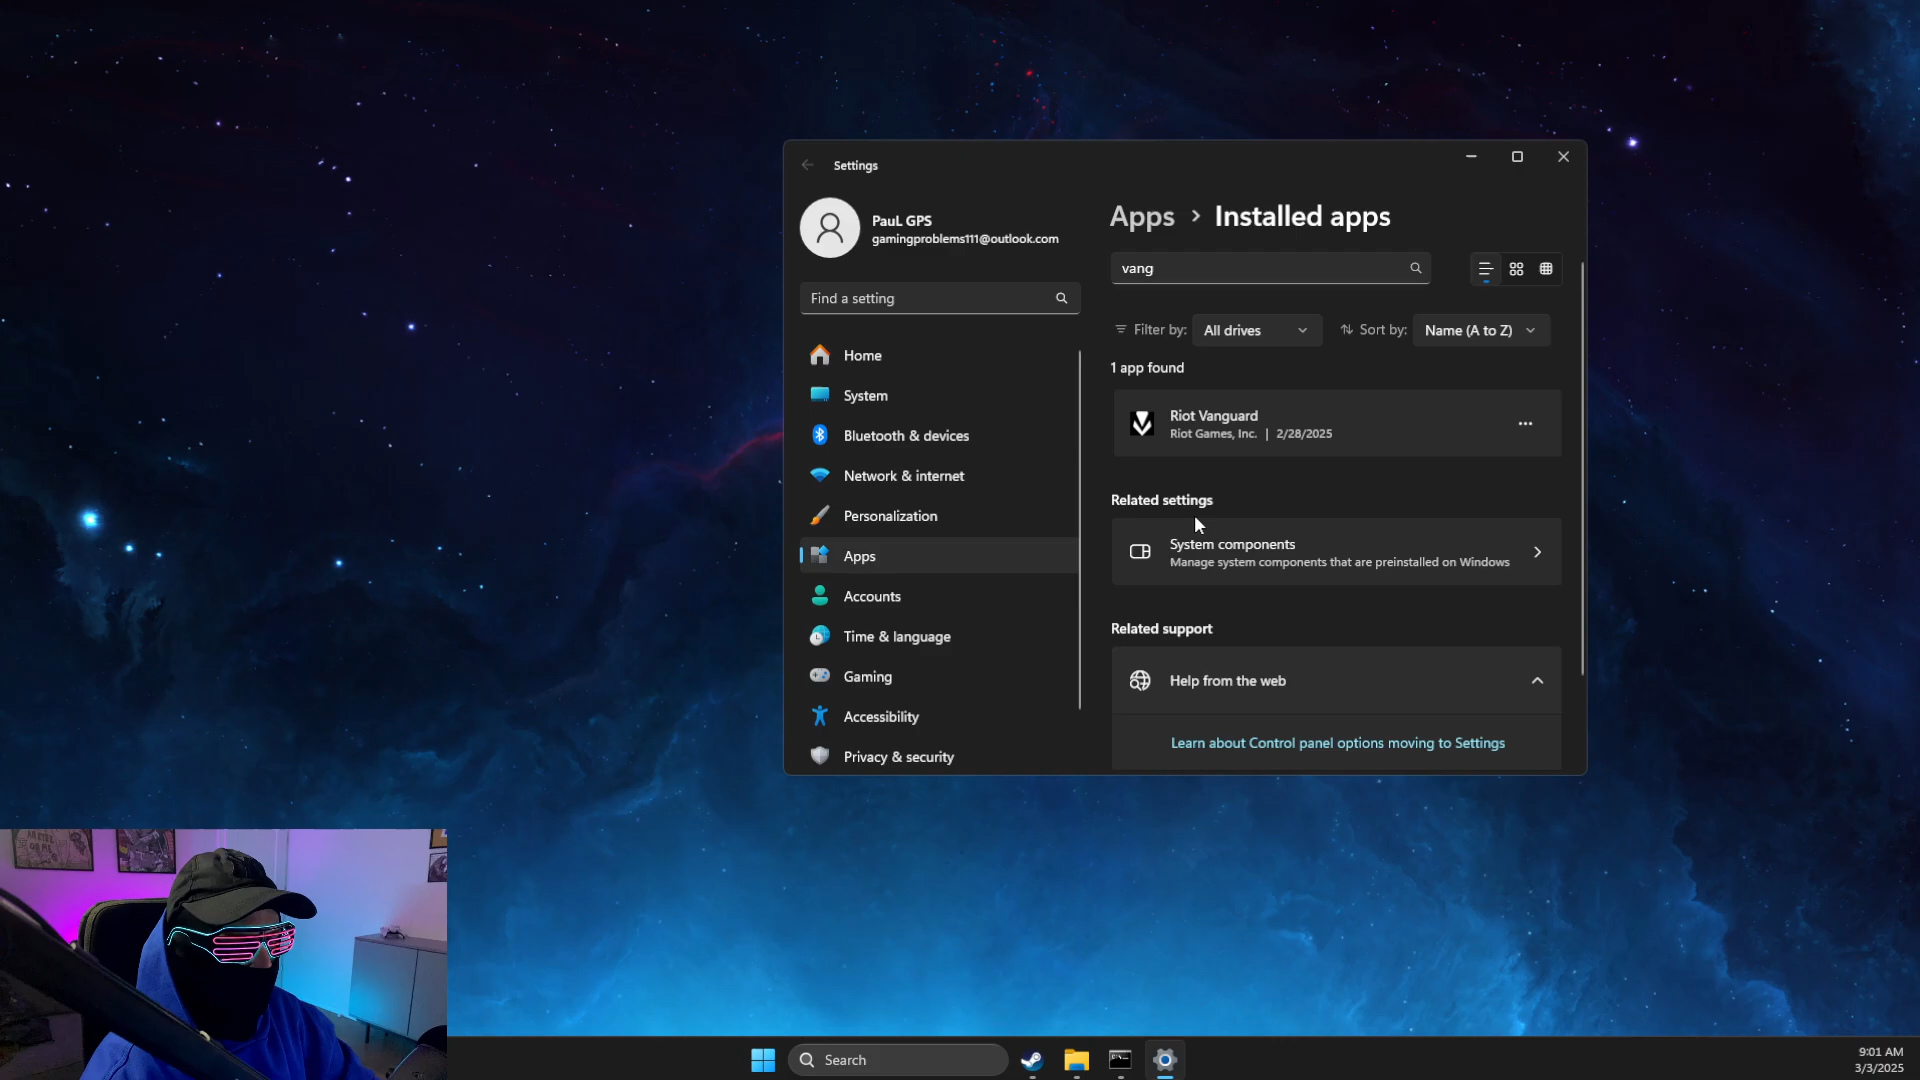 Settings
PauL GPS
gamingproblems111@outlook.com
Find a setting
Home
System
Bluetooth & devices
Network & internet
Personalization
Apps
Accounts
Time & language
Gaming
Accessibility
Privacy & security
Apps > Installed apps
vang
Filter by: All drives Sort by: Name (A to Z)
1 app found
Riot Vanguard
Riot Games, Inc. | 2/28/2025
Related settings
System components
Manage system components that are preinstalled on Windows
Related support
Help from the web
Learn about Control panel options moving to Settings
Search
9:01 AM
3/3/2025